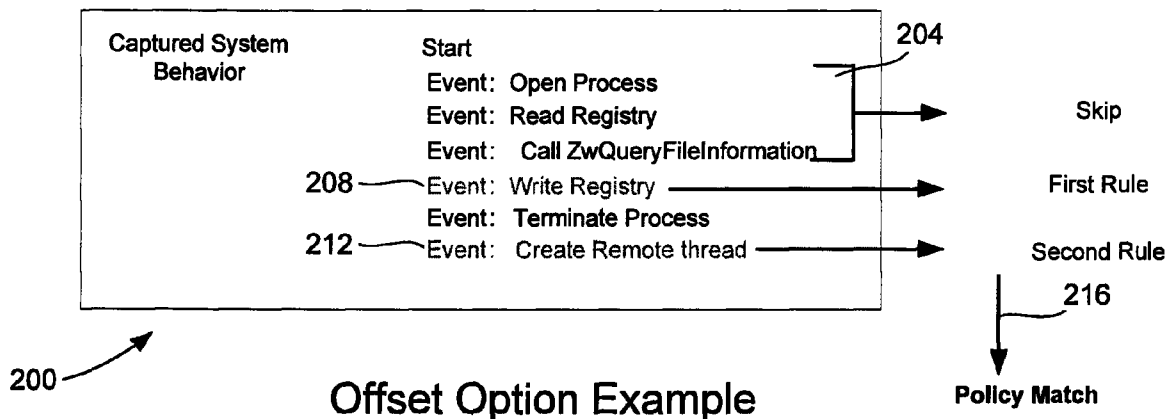 204
Captured System
Behavior
Start
Event: Open Process
Event: Read Registry
Skip
Event: Call ZwQueryFileInformation
208
Event: Write Registry
First Rule
Event: Terminate Process
212
Event: Create Remote thread
Second Rule
216
200
Offset Option Example
Policy Match